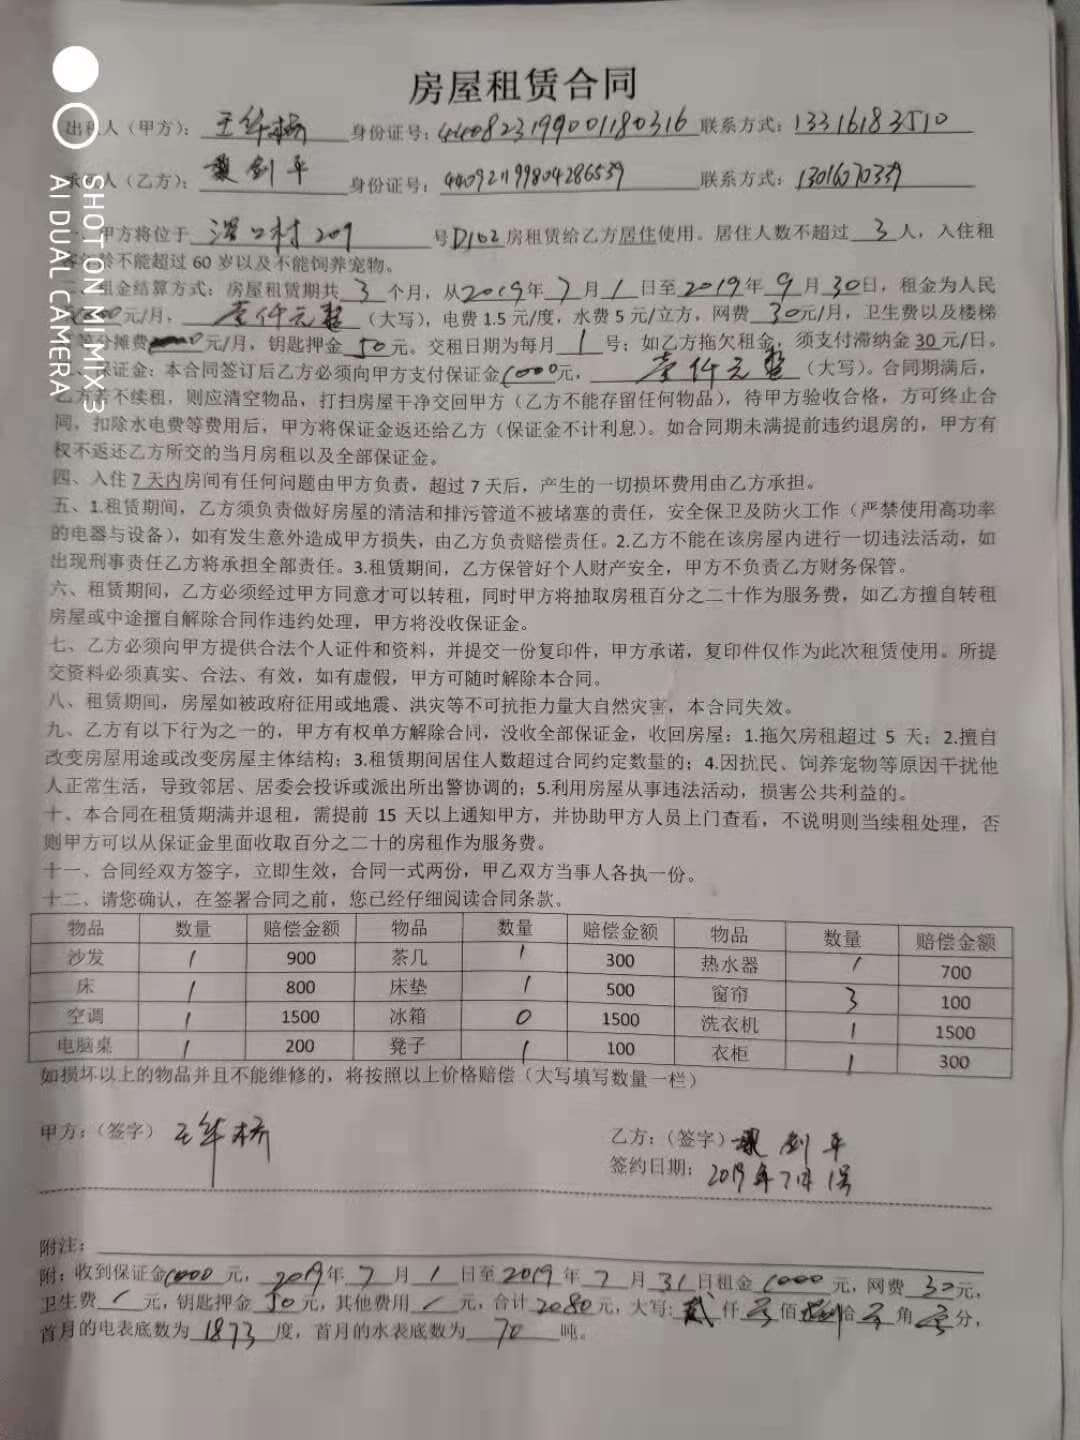 房屋租赁合同
出租人（甲方）：王华桥 身份证号：440823199001180316 联系方式：13316183510
承租人（乙方）：剑平 身份证号：440921199804286539 联系方式：13016070339
一、甲方将位于 村 207 号D102房租赁给乙方居住使用。居住人数不超过 3 人，入住租
客年龄不能超过 60 岁以及不能饲养宠物。
二、租金结算方式：房屋租赁期共 3 个月，从2019年 7 月 1 日至 2019 年 9 月 30日，租金为人民
1000元/月， 壹仟元整 （大写），电费 1.5 元/度，水费 5 元/立方，网费 30元/月，卫生费以及楼梯
等分摊费 元/月，钥匙押金 50 元。交租日期为每月 1 号；如乙方拖欠租金，须支付滞纳金 30 元/日。
三、保证金：本合同签订后乙方必须向甲方支付保证金1000元， 壹仟元整 （大写）。合同期满后，
乙方若不续租，则应清空物品，打扫房屋干净交回甲方（乙方不能存留任何物品），待甲方验收合格，方可终止合
同，扣除水电费等费用后，甲方将保证金返还给乙方（保证金不计利息）。如合同期未满提前违约退房的，甲方有
权不返还乙方所交的当月房租以及全部保证金。
四、入住 7 天内房间有任何问题由甲方负责，超过 7 天后，产生的一切损坏费用由乙方承担。
五、1.租赁期间，乙方须负责做好房屋的清洁和排污管道不被堵塞的责任，安全保卫及防火工作（严禁使用高功率
的电器与设备），如有发生意外造成甲方损失，由乙方负责赔偿责任。2.乙方不能在该房屋内进行一切违法活动，如
出现刑事责任乙方将承担全部责任。3.租赁期间，乙方保管好个人财产安全，甲方不负责乙方财务保管。
六、租赁期间，乙方必须经过甲方同意才可以转租，同时甲方将抽取房租百分之二十作为服务费，如乙方擅自转租
房屋或中途擅自解除合同作违约处理，甲方将没收保证金。
七、乙方必须向甲方提供合法个人证件和资料，并提交一份复印件，甲方承诺，复印件仅作为此次租赁使用。所提
交资料必须真实、合法、有效，如有虚假，甲方可随时解除本合同。
八、租赁期间，房屋如被政府征用或地震、洪灾等不可抗拒力量大自然灾害，本合同失效。
九、乙方有以下行为之一的，甲方有权单方解除合同，没收全部保证金，收回房屋：1.拖欠房租超过 5 天；2.擅自
改变房屋用途或改变房屋主体结构；3.租赁期间居住人数超过合同约定数量的；4.因扰民、饲养宠物等原因干扰他
人正常生活，导致邻居、居委会投诉或派出所出警协调的；5.利用房屋从事违法活动，损害公共利益的。
十、本合同在租赁期满并退租，需提前 15 天以上通知甲方，并协助甲方人员上门查看，不说明则当续租处理，否
则甲方可以从保证金里面收取百分之二十的房租作为服务费。
十一、合同经双方签字，立即生效，合同一式两份，甲乙双方当事人各执一份。
十二、请您确认，在签署合同之前，您已经仔细阅读合同条款。
物品 数量 赔偿金额 物品 数量 赔偿金额 物品 数量 赔偿金额
沙发 1 900 茶几 1 300 热水器 1 700
床 1 800 床垫 1 500 窗帘 3 100
空调 1 1500 冰箱 0 1500 洗衣机 1 1500
电脑桌 1 200 凳子 1 100 衣柜 1 300
如损坏以上的物品并且不能维修的，将按照以上价格赔偿（大写填写数量一栏）
甲方：（签字） 王华桥
乙方：（签字） 剑平
签约日期： 2019年7月1号
附注：
附：收到保证金1000 元， 2019年 7 月 1 日至2019 年 7 月 31 日租金 1000 元，网费 30元，
卫生费 / 元，钥匙押金 50 元，其他费用 / 元，合计 2080元，大写： 贰 仟 零 佰 捌 拾 零 角 零 分，
首月的电表底数为 1873 度，首月的水表底数为 70 吨。
SHOT ON MI MIX3
AI DUAL CAMERA